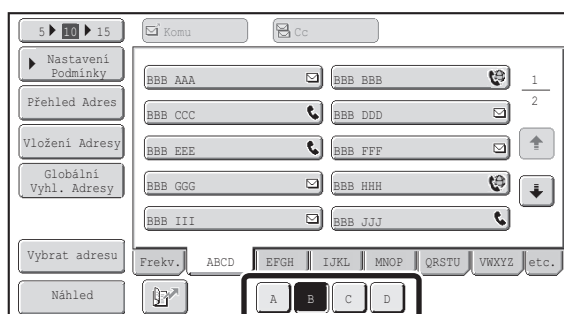 5 10 15
Komu
Cc
Nastavení
Podmínky
Přehled Adres
Vložení Adresy
Globální
Vyhl. Adresy
Vybrat adresu
Náhled
BBB AAA
BBB BBB
BBB CCC
BBB DDD
BBB EEE
BBB FFF
BBB GGG
BBB HHH
BBB III
BBB JJJ
1
2
Frekv.
ABCD
EFGH
IJKL
MNOP
QRSTU
VWXYZ
etc.
A
B
C
D